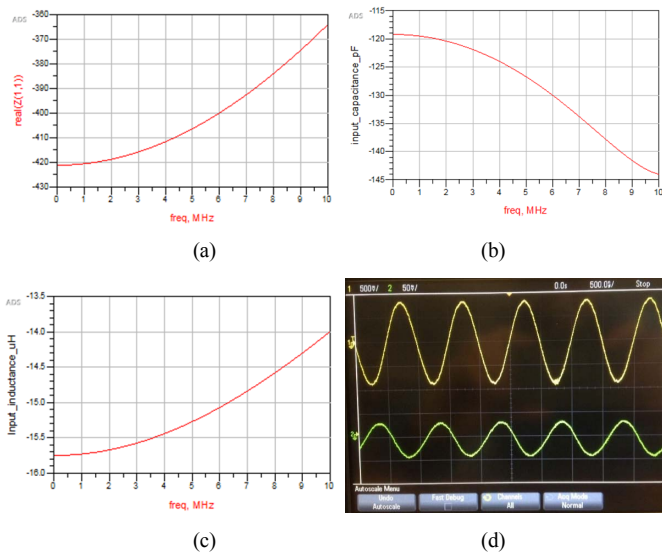 ADS
real(Z(1,1))
-360
-370
-380
-390
-400
-410
-420
-430
0 1 2 3 4 5 6 7 8 9 10
freq, MHz
(a)
ADS
input_capacitance_pF
-115
-120
-125
-130
-135
-140
-145
0 1 2 3 4 5 6 7 8 9 10
freq, MHz
(b)
ADS
Input_inductance_uH
-13.5
-14.0
-14.5
-15.0
-15.5
-16.0
0 1 2 3 4 5 6 7 8 9 10
freq, MHz
(c)
1 2 0.0s Stop
Autoscale Menu
Undo Autoscale
Fast Debug
Channels All
Acq Mode Normal
(d)